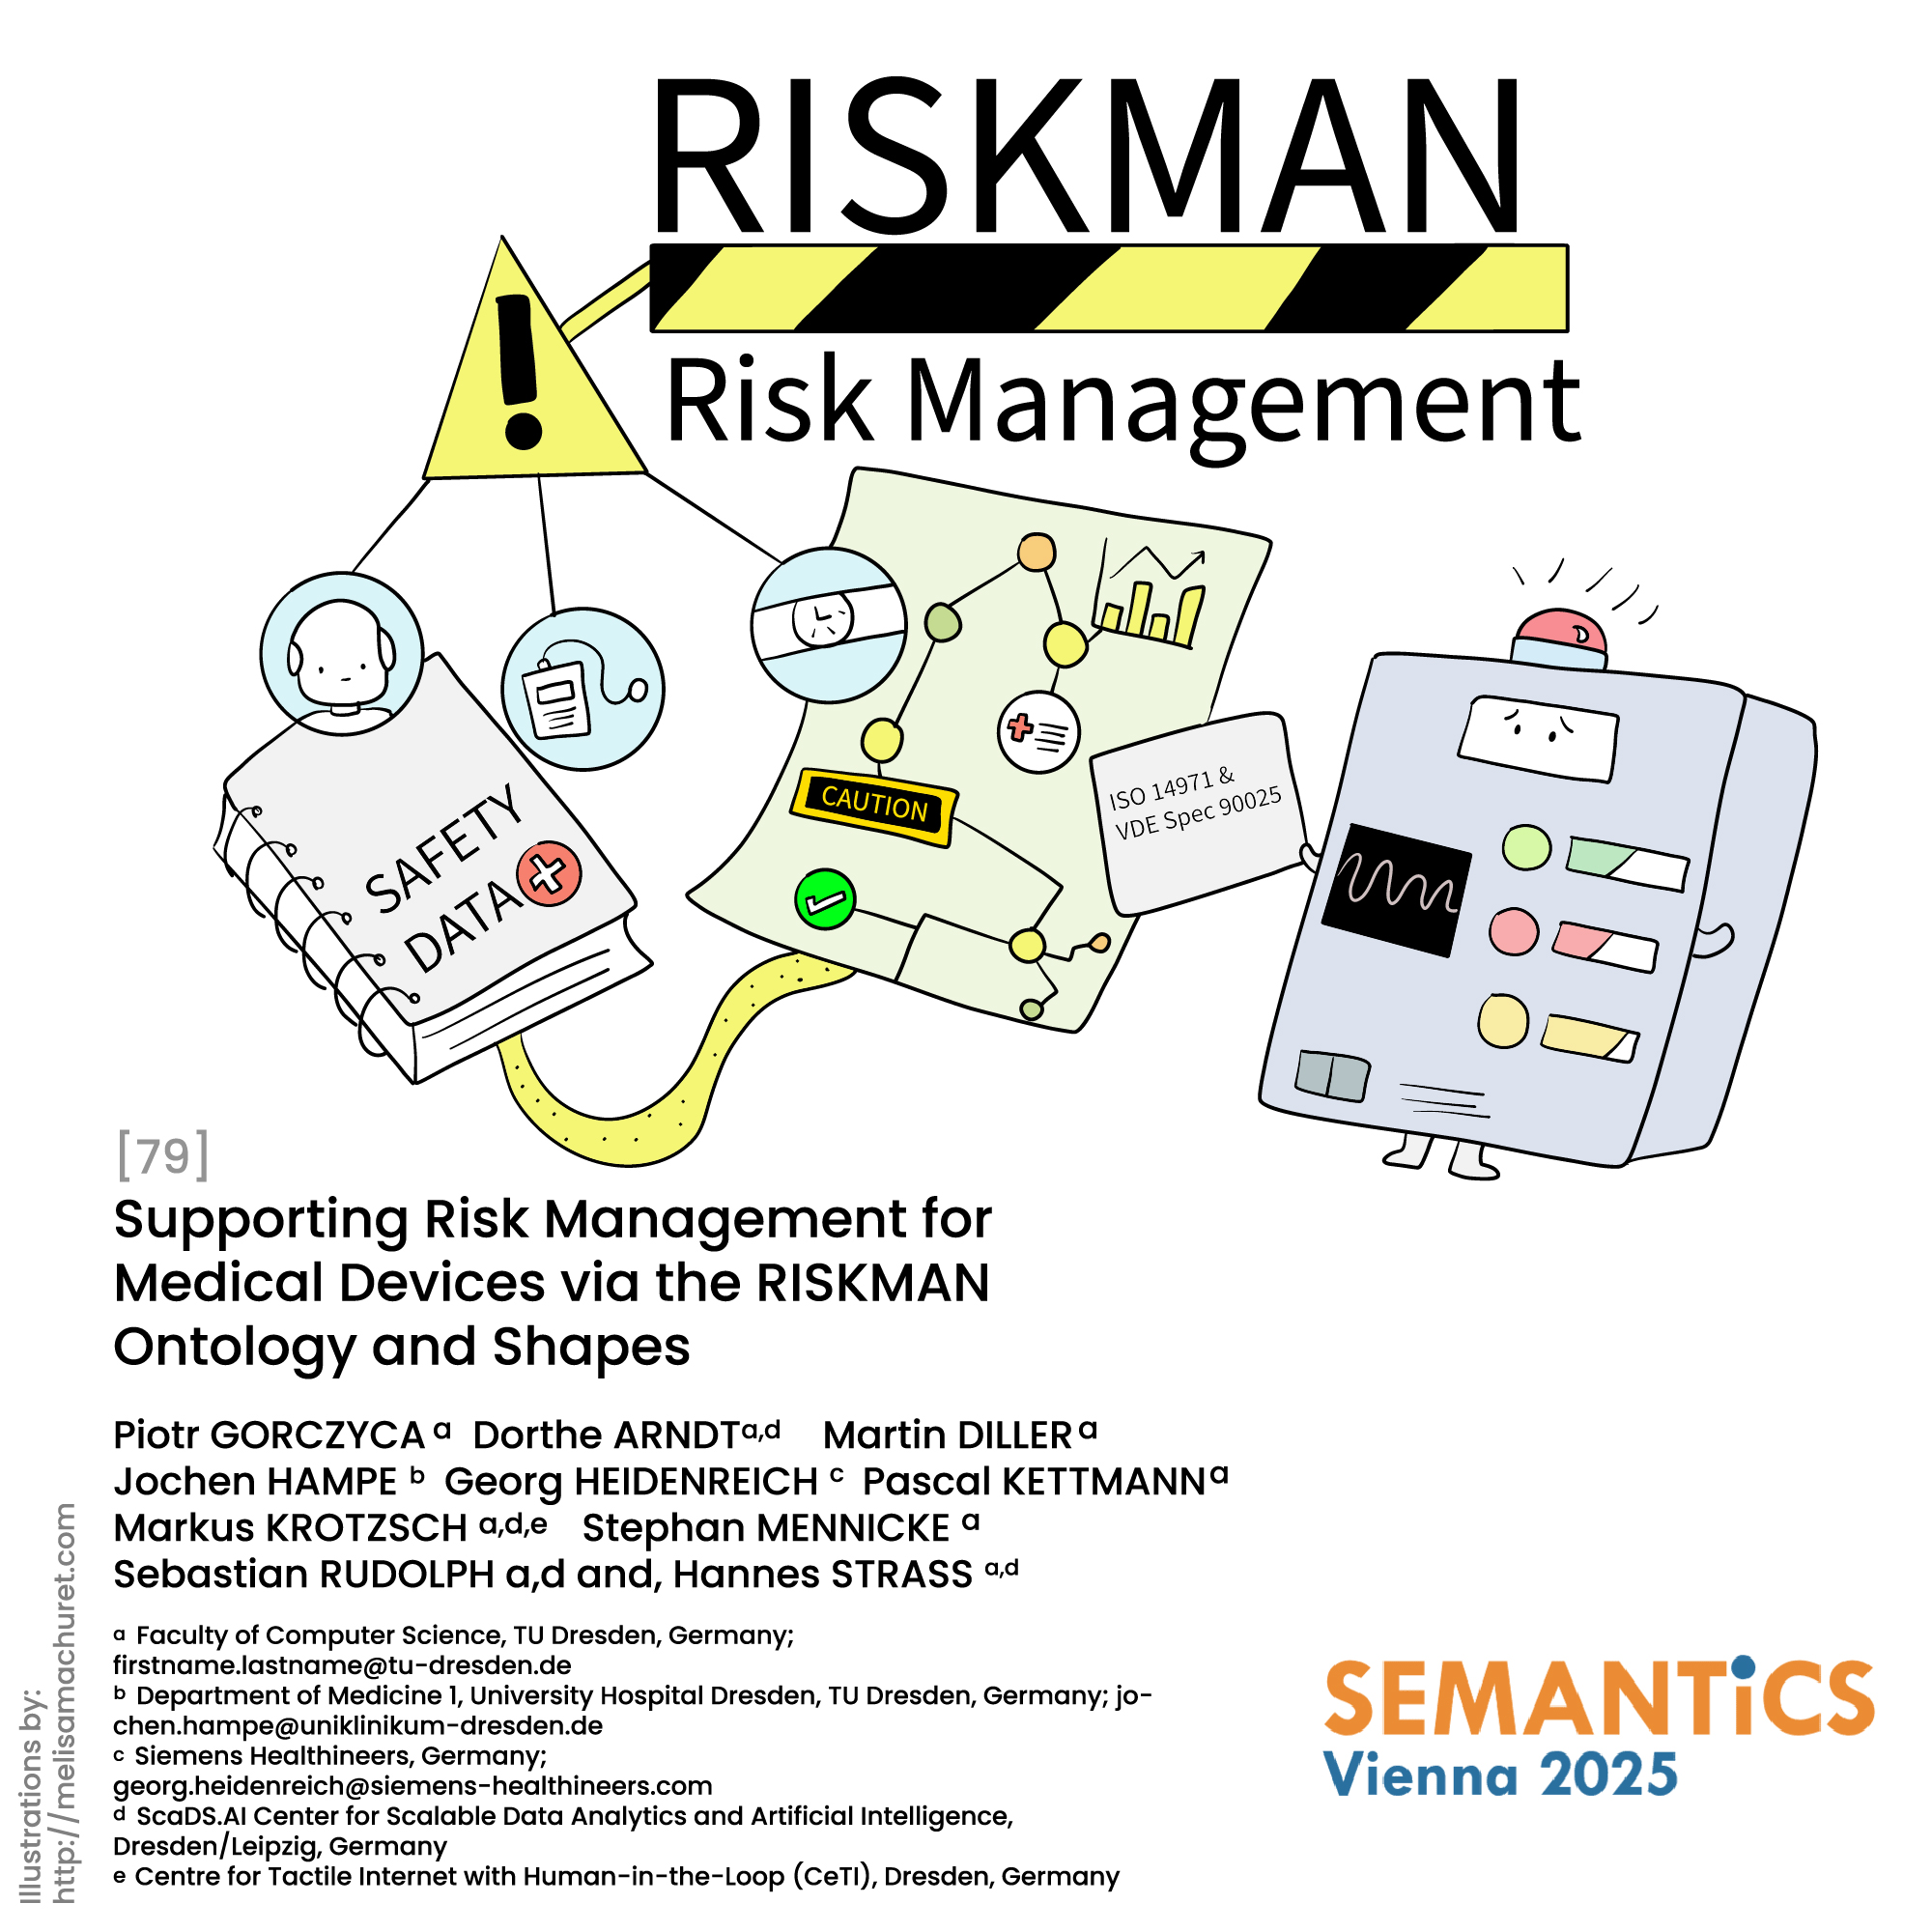 RISKMAN
Risk Management
CAUTION
ISO 14971 &
VDE Spec 90025
SAFETY
DATA
[79]
Supporting Risk Management for
Medical Devices via the RISKMAN
Ontology and Shapes
Piotr GORCZYCA a Dorthe ARNDT a,d Martin DILLER a
Jochen HAMPE b Georg HEIDENREICH c Pascal KETTMANN a
Markus KROTZSCH a,d,e Stephan MENNICKE a
Sebastian RUDOLPH a,d and, Hannes STRASS a,d
a Faculty of Computer Science, TU Dresden, Germany;
firstname.lastname@tu-dresden.de
b Department of Medicine 1, University Hospital Dresden, TU Dresden, Germany; jo-
chen.hampe@uniklinikum-dresden.de
c Siemens Healthineers, Germany;
georg.heidenreich@siemens-healthineers.com
d ScaDS.AI Center for Scalable Data Analytics and Artificial Intelligence,
Dresden/Leipzig, Germany
e Centre for Tactile Internet with Human-in-the-Loop (CeTI), Dresden, Germany
Illustrations by:
http://melisamachuret.com
SEMANTiCS
Vienna 2025